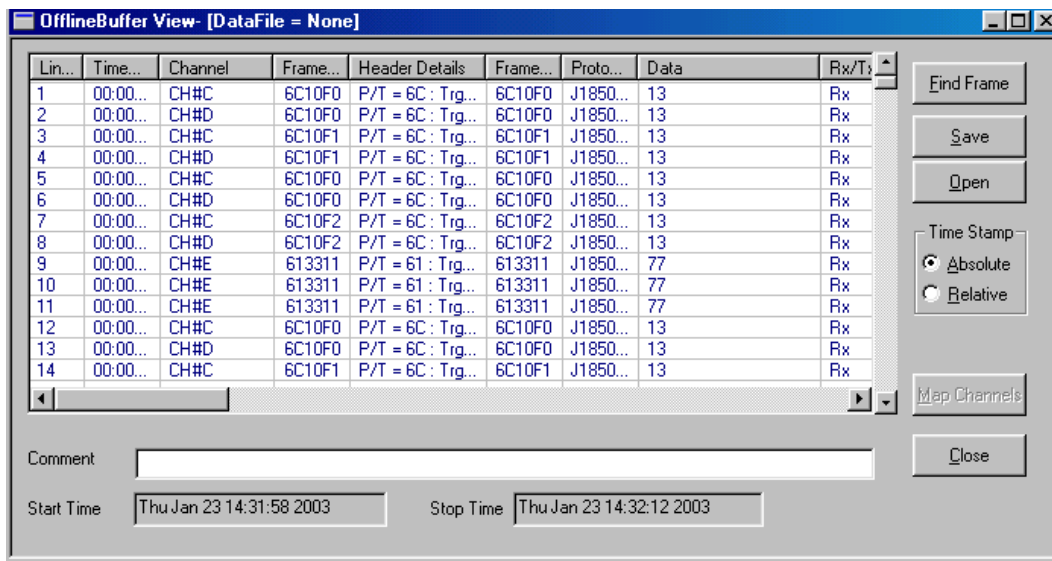 OfflineBuffer View- [DataFile = None]
Lin... Time... Channel Frame... Header Details Frame... Proto... Data Rx/Tx
1 00:00... CH#C 6C10F0 P/T = 6C : Trg... 6C10F0 J1850... 13 Rx
2 00:00... CH#D 6C10F0 P/T = 6C : Trg... 6C10F0 J1850... 13 Rx
3 00:00... CH#C 6C10F1 P/T = 6C : Trg... 6C10F1 J1850... 13 Rx
4 00:00... CH#D 6C10F1 P/T = 6C : Trg... 6C10F1 J1850... 13 Rx
5 00:00... CH#C 6C10F0 P/T = 6C : Trg... 6C10F0 J1850... 13 Rx
6 00:00... CH#D 6C10F0 P/T = 6C : Trg... 6C10F0 J1850... 13 Rx
7 00:00... CH#C 6C10F2 P/T = 6C : Trg... 6C10F2 J1850... 13 Rx
8 00:00... CH#D 6C10F2 P/T = 6C : Trg... 6C10F2 J1850... 13 Rx
9 00:00... CH#E 613311 P/T = 61 : Trg... 613311 J1850... 77 Rx
10 00:00... CH#E 613311 P/T = 61 : Trg... 613311 J1850... 77 Rx
11 00:00... CH#E 613311 P/T = 61 : Trg... 613311 J1850... 77 Rx
12 00:00... CH#C 6C10F0 P/T = 6C : Trg... 6C10F0 J1850... 13 Rx
13 00:00... CH#D 6C10F0 P/T = 6C : Trg... 6C10F0 J1850... 13 Rx
14 00:00... CH#C 6C10F1 P/T = 6C : Trg... 6C10F1 J1850... 13 Rx
Find Frame
Save
Open
Time Stamp
Absolute
Relative
Map Channels
Close
Comment
Start Time Thu Jan 23 14:31:58 2003 Stop Time Thu Jan 23 14:32:12 2003